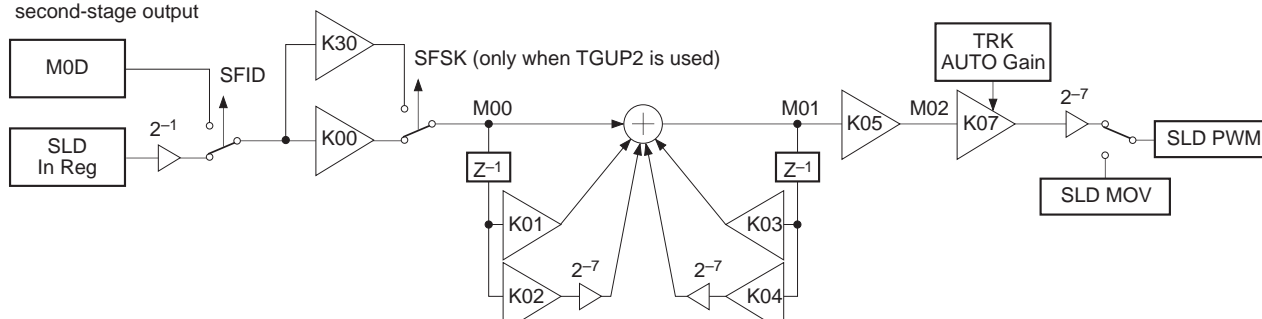 second-stage output
M0D
SFID
K30
SFSK (only when TGUP2 is used)
TRK
AUTO Gain
SLD
In Reg
2⁻¹
K00
M00
M01
K05
M02
K07
2⁻⁷
SLD PWM
Z⁻¹
Z⁻¹
SLD MOV
K01
K03
K02
2⁻⁷
2⁻⁷
K04